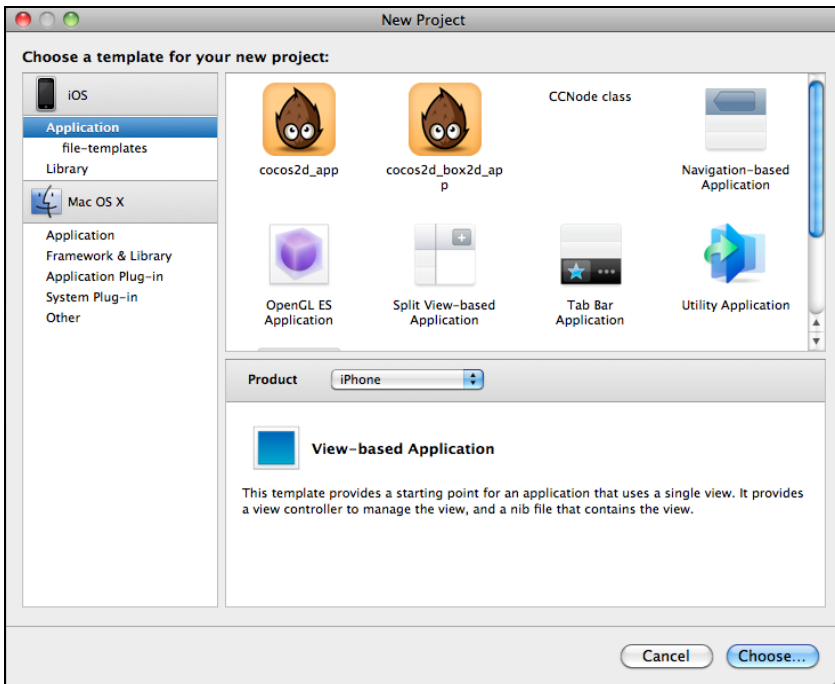 New Project
Choose a template for your new project:
iOS
Application
file-templates
Library
Mac OS X
Application
Framework & Library
Application Plug-in
System Plug-in
Other
cocos2d_app
cocos2d_box2d_ap
p
CCNode class
Navigation-based
Application
OpenGL ES
Application
Split View-based
Application
Tab Bar
Application
Utility Application
Product
iPhone
View-based Application
This template provides a starting point for an application that uses a single view. It provides
a view controller to manage the view, and a nib file that contains the view.
Cancel
Choose...